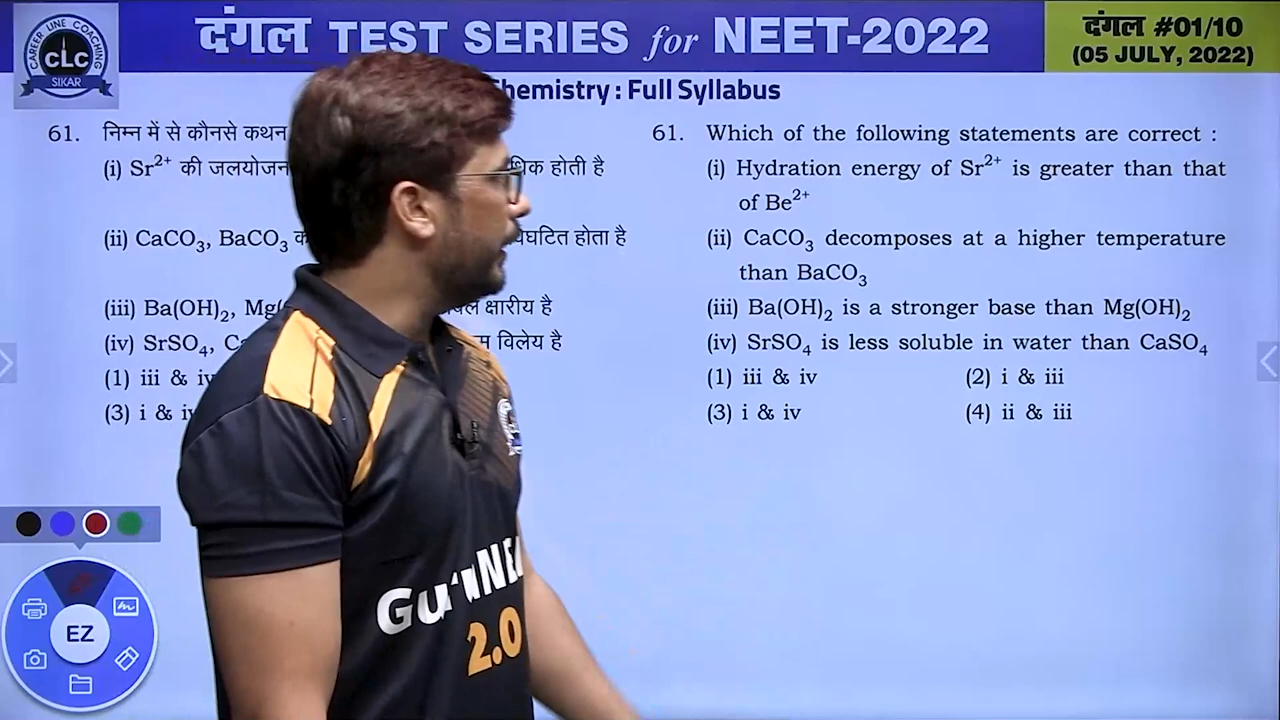 दंगल TEST SERIES for NEET-2022
दंगल #01/10
(05 JULY, 2022)
CAREER LINE COACHING
CLC
SIKAR
hemistry : Full Syllabus
61. निम्न में से कौनसे कथन
(i) Sr²⁺ की जलयोजन
होती है
(ii) CaCO₃, BaCO₃
होता है
(iii) Ba(OH)₂, Mg(
क्षारीय है
(iv) SrSO₄, Ca
विलेय है
(1) iii & iv
(3) i & iv
61. Which of the following statements are correct :
(i) Hydration energy of Sr²⁺ is greater than that
of Be²⁺
(ii) CaCO₃ decomposes at a higher temperature
than BaCO₃
(iii) Ba(OH)₂ is a stronger base than Mg(OH)₂
(iv) SrSO₄ is less soluble in water than CaSO₄
(1) iii & iv (2) i & iii
(3) i & iv (4) ii & iii
EZ
2.0